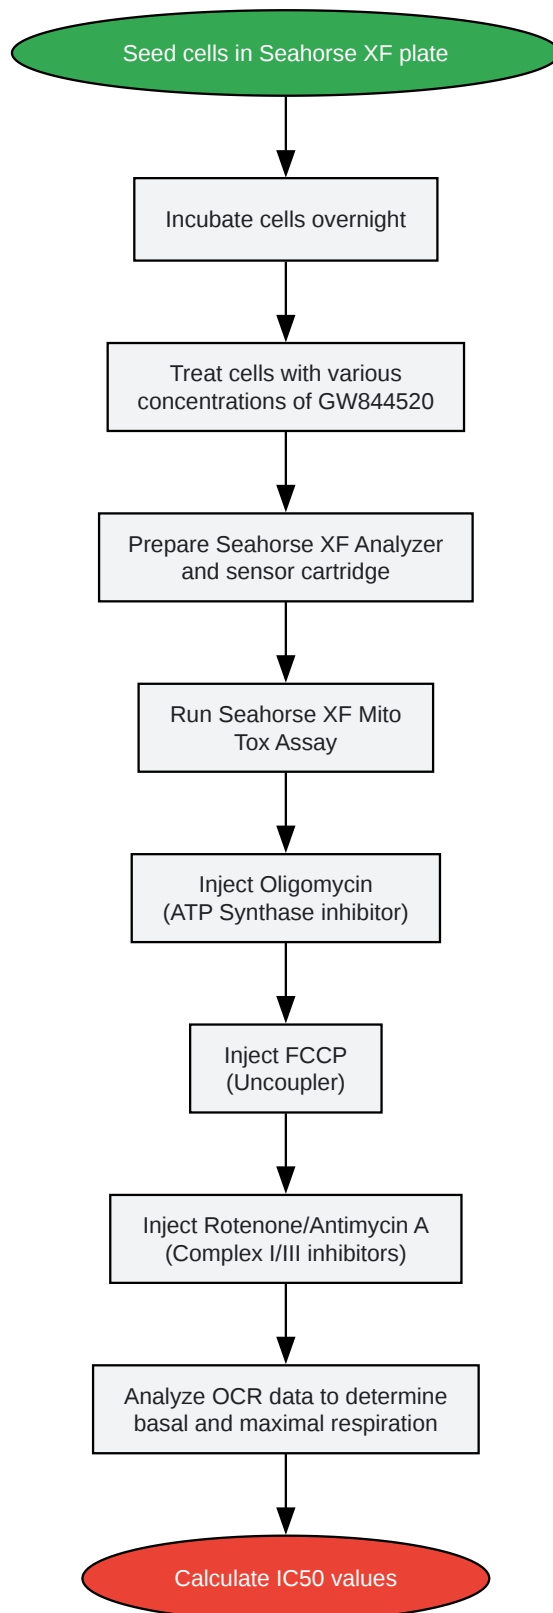 Seed cells in Seahorse XF plate
Incubate cells overnight
Treat cells with various
concentrations of GW844520
Prepare Seahorse XF Analyzer
and sensor cartridge
Run Seahorse XF Mito
Tox Assay
Inject Oligomycin
(ATP Synthase inhibitor)
Inject FCCP
(Uncoupler)
Inject Rotenone/Antimycin A
(Complex I/III inhibitors)
Analyze OCR data to determine
basal and maximal respiration
Calculate IC50 values